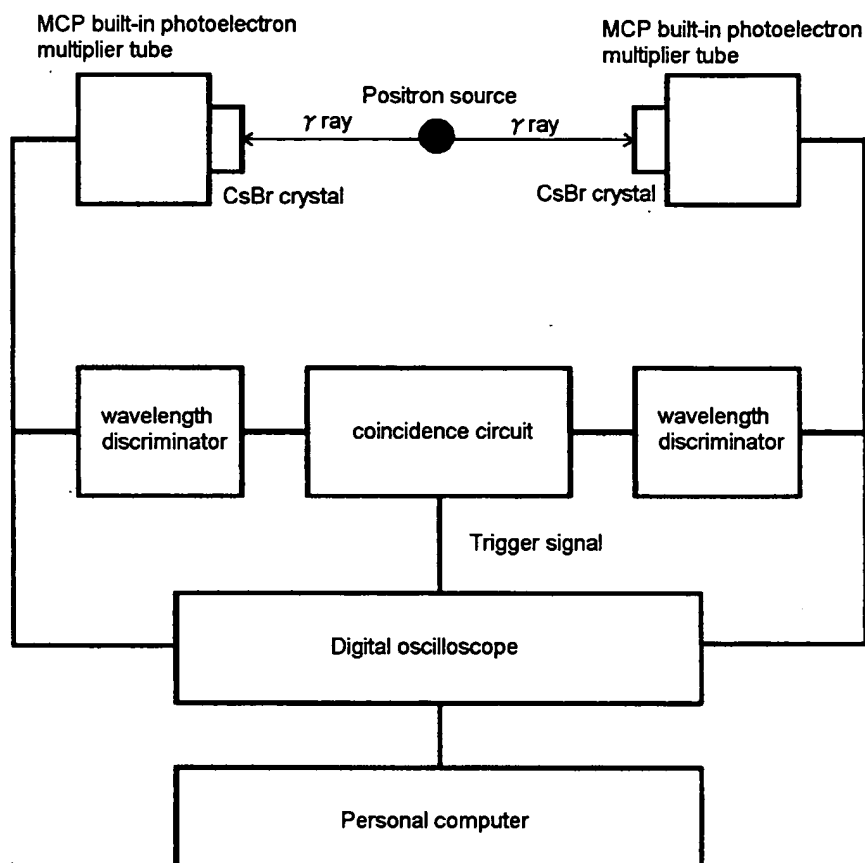 MCP built-in photoelectron
multiplier tube
MCP built-in photoelectron
multiplier tube
Positron source
γ ray
γ ray
CsBr crystal
CsBr crystal
wavelength
discriminator
coincidence circuit
wavelength
discriminator
Trigger signal
Digital oscilloscope
Personal computer